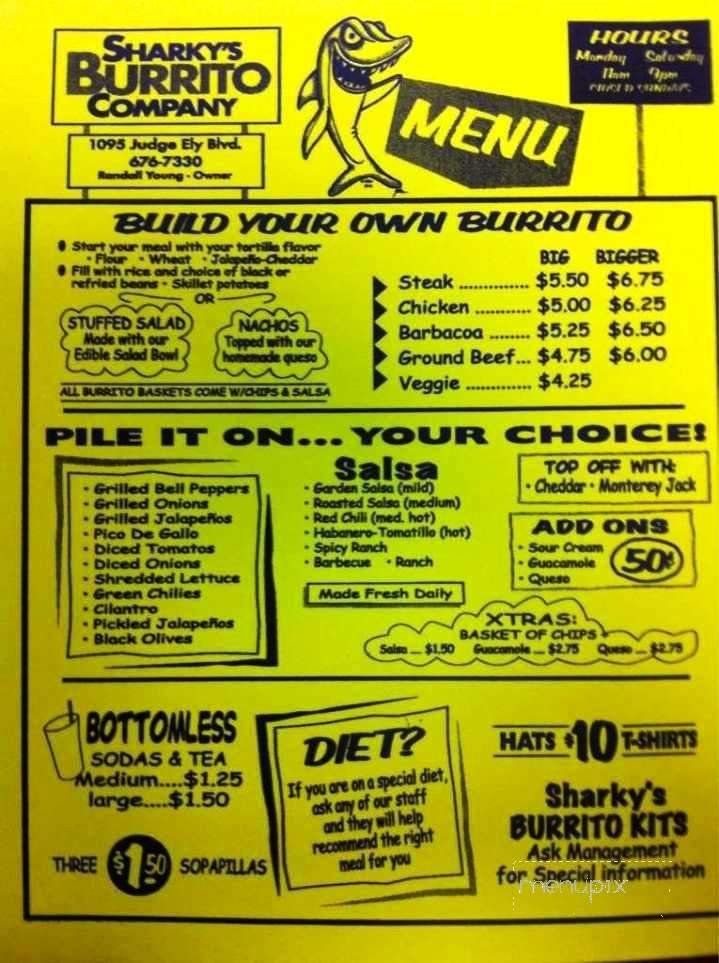 SHARKY'S
BURRITO
COMPANY
1095 Judge Ely Blvd.
676-7330
Randall Young - Owner
MENU
HOURS
Monday Saturday
11am 9pm
CLOSED SUNDAYS
BUILD YOUR OWN BURRITO
Start your meal with your tortilla flavor
• Flour • Wheat • Jalapeño-Cheddar
Fill with rice and choice of black or
refried beans • Skillet potatoes
OR
STUFFED SALAD
Made with our
Edible Salad Bowl
NACHOS
Topped with our
homemade queso
ALL BURRITO BASKETS COME W/CHIPS & SALSA
BIG BIGGER
Steak .............. $5.50 $6.75
Chicken ........... $5.00 $6.25
Barbacoa ......... $5.25 $6.50
Ground Beef... $4.75 $6.00
Veggie ............. $4.25
PILE IT ON... YOUR CHOICE!
• Grilled Bell Peppers
• Grilled Onions
• Grilled Jalapeños
• Pico De Gallo
• Diced Tomatos
• Diced Onions
• Shredded Lettuce
• Green Chilies
• Cilantro
• Pickled Jalapeños
• Black Olives
Salsa
• Garden Salsa (mild)
• Roasted Salsa (medium)
• Red Chili (med. hot)
• Habanero-Tomatillo (hot)
• Spicy Ranch
• Barbecue • Ranch
Made Fresh Daily
TOP OFF WITH:
• Cheddar • Monterey Jack
ADD ONS
• Sour Cream
• Guacamole
• Queso
50¢
XTRAS:
BASKET OF CHIPS +
Salsa .... $1.50 Guacamole .... $2.75 Queso .... $2.75
BOTTOMLESS
SODAS & TEA
Medium....$1.25
large.....$1.50
THREE $1.50 SOPAPILLAS
DIET?
If you are on a special diet,
ask any of our staff
and they will help
recommend the right
meal for you
HATS $10 T-SHIRTS
Sharky's
BURRITO KITS
Ask Management
for Special information
menupix